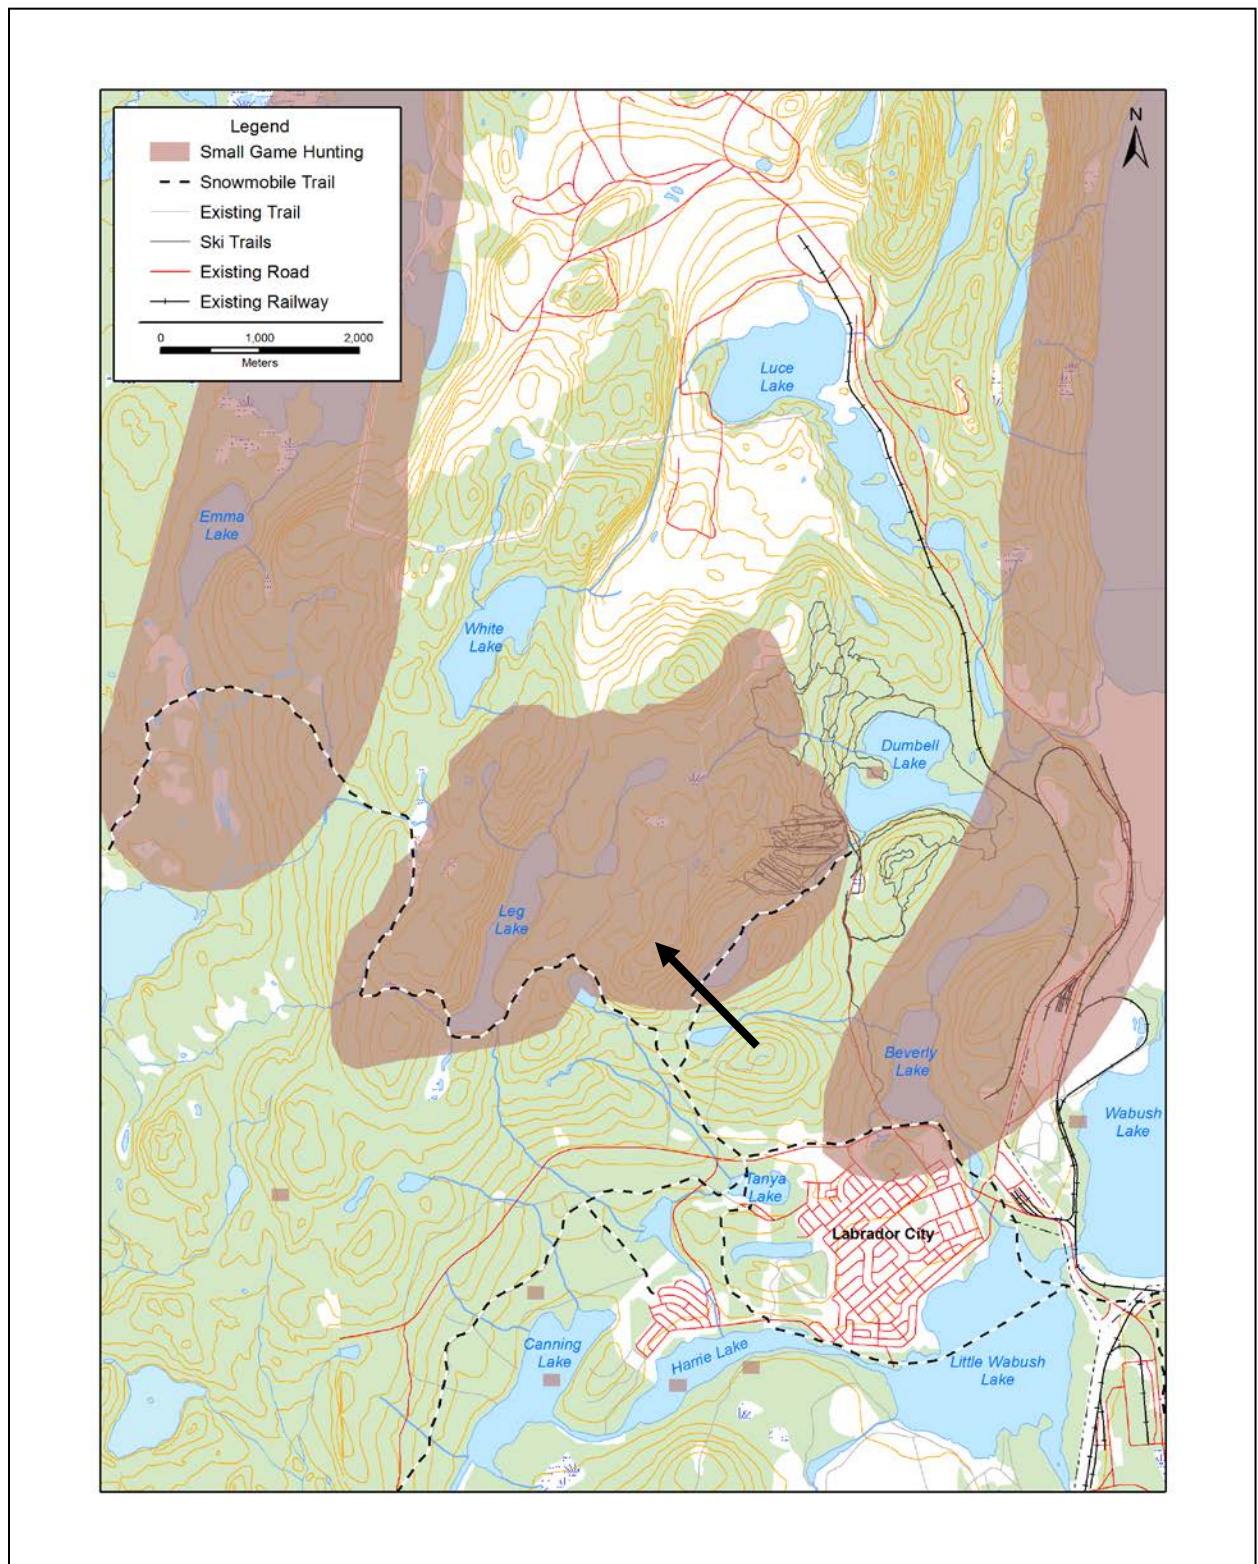 Legend
Small Game Hunting
Snowmobile Trail
Existing Trail
Ski Trails
Existing Road
Existing Railway
0 1,000 2,000
Meters
N
Luce
Lake
Emma
Lake
White
Lake
Dumbell
Lake
Leg
Lake
Beverly
Lake
Wabush
Lake
Tanya
Lake
Labrador City
Canning
Lake
Harrie Lake
Little Wabush
Lake